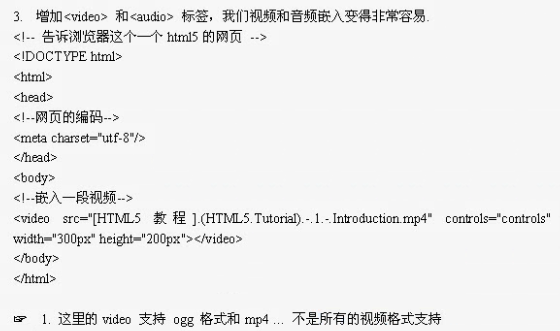 3. 增加<video> 和<audio> 标签，我们视频和音频嵌入变得非常容易.
<!-- 告诉浏览器这个一个 html5 的网页 -->
<!DOCTYPE html>
<html>
<head>
<!--网页的编码-->
<meta charset="utf-8"/>
</head>
<body>
<!--嵌入一段视频-->
<video src="[HTML5 教程].(HTML5.Tutorial).-.1.-.Introduction.mp4" controls="controls"
width="300px" height="200px"></video>
</body>
</html>
☞ 1. 这里的 video 支持 ogg 格式和 mp4 ... 不是所有的视频格式支持